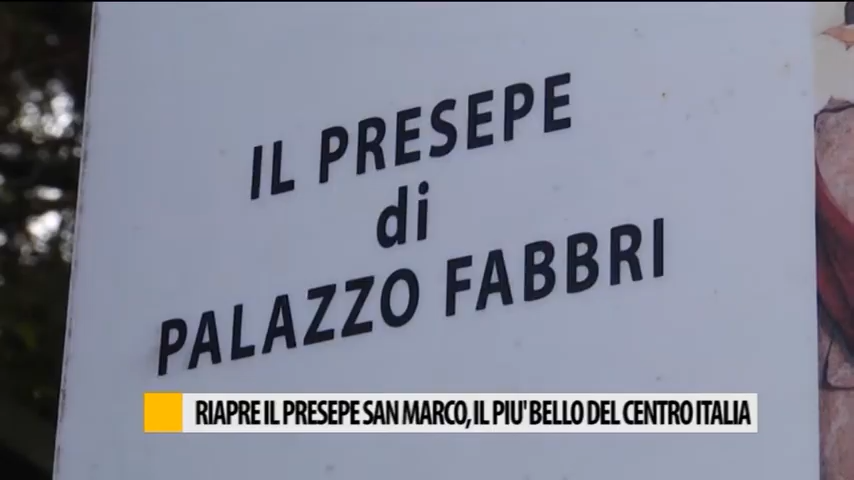 IL PRESEPE
di
PALAZZO FABBRI
RIAPRE IL PRESEPE SAN MARCO, IL PIU' BELLO DEL CENTRO ITALIA